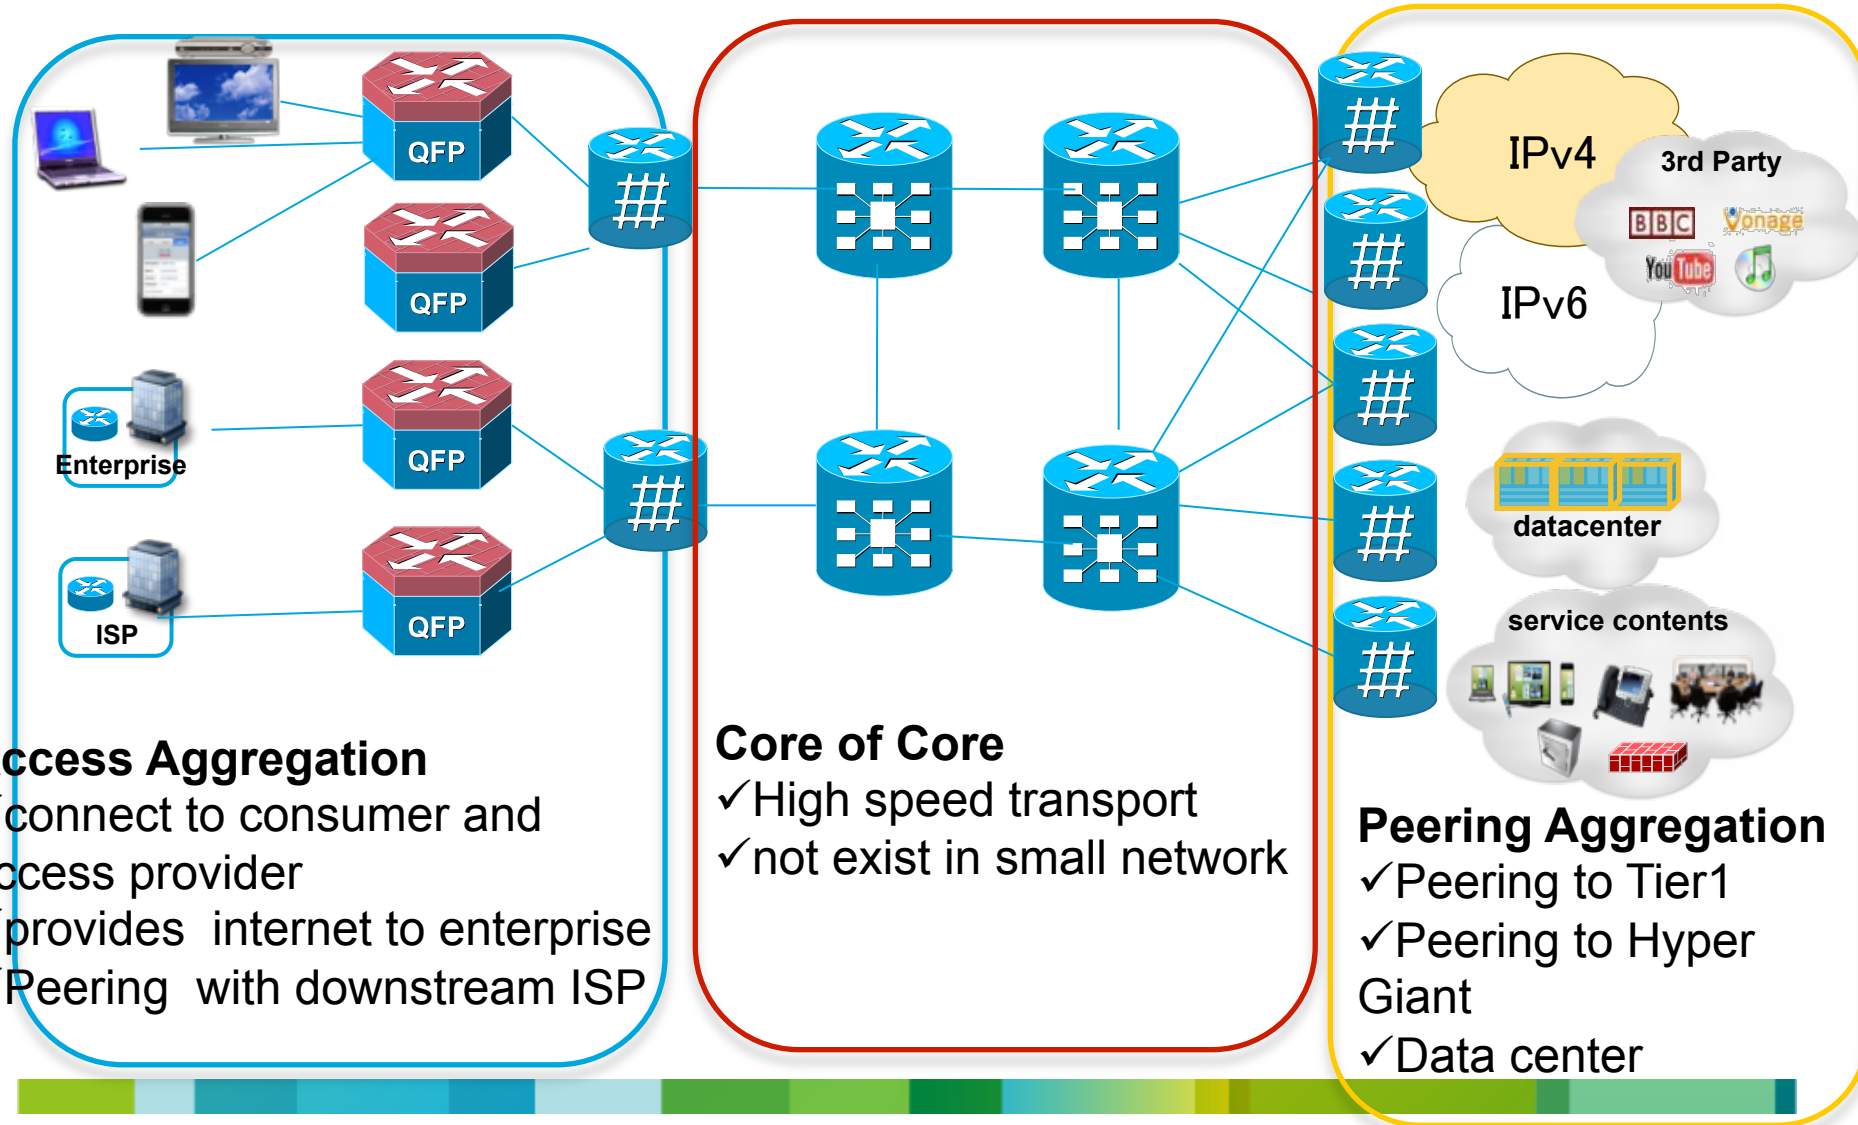 QFP
QFP
Enterprise
QFP
ISP
QFP
ccess Aggregation
✓connect to consumer and
ccess provider
✓provides internet to enterprise
✓Peering with downstream ISP
Core of Core
✓High speed transport
✓not exist in small network
IPv4
3rd Party
BBC
Vonage
YouTube
IPv6
datacenter
service contents
Peering Aggregation
✓Peering to Tier1
✓Peering to Hyper
Giant
✓Data center